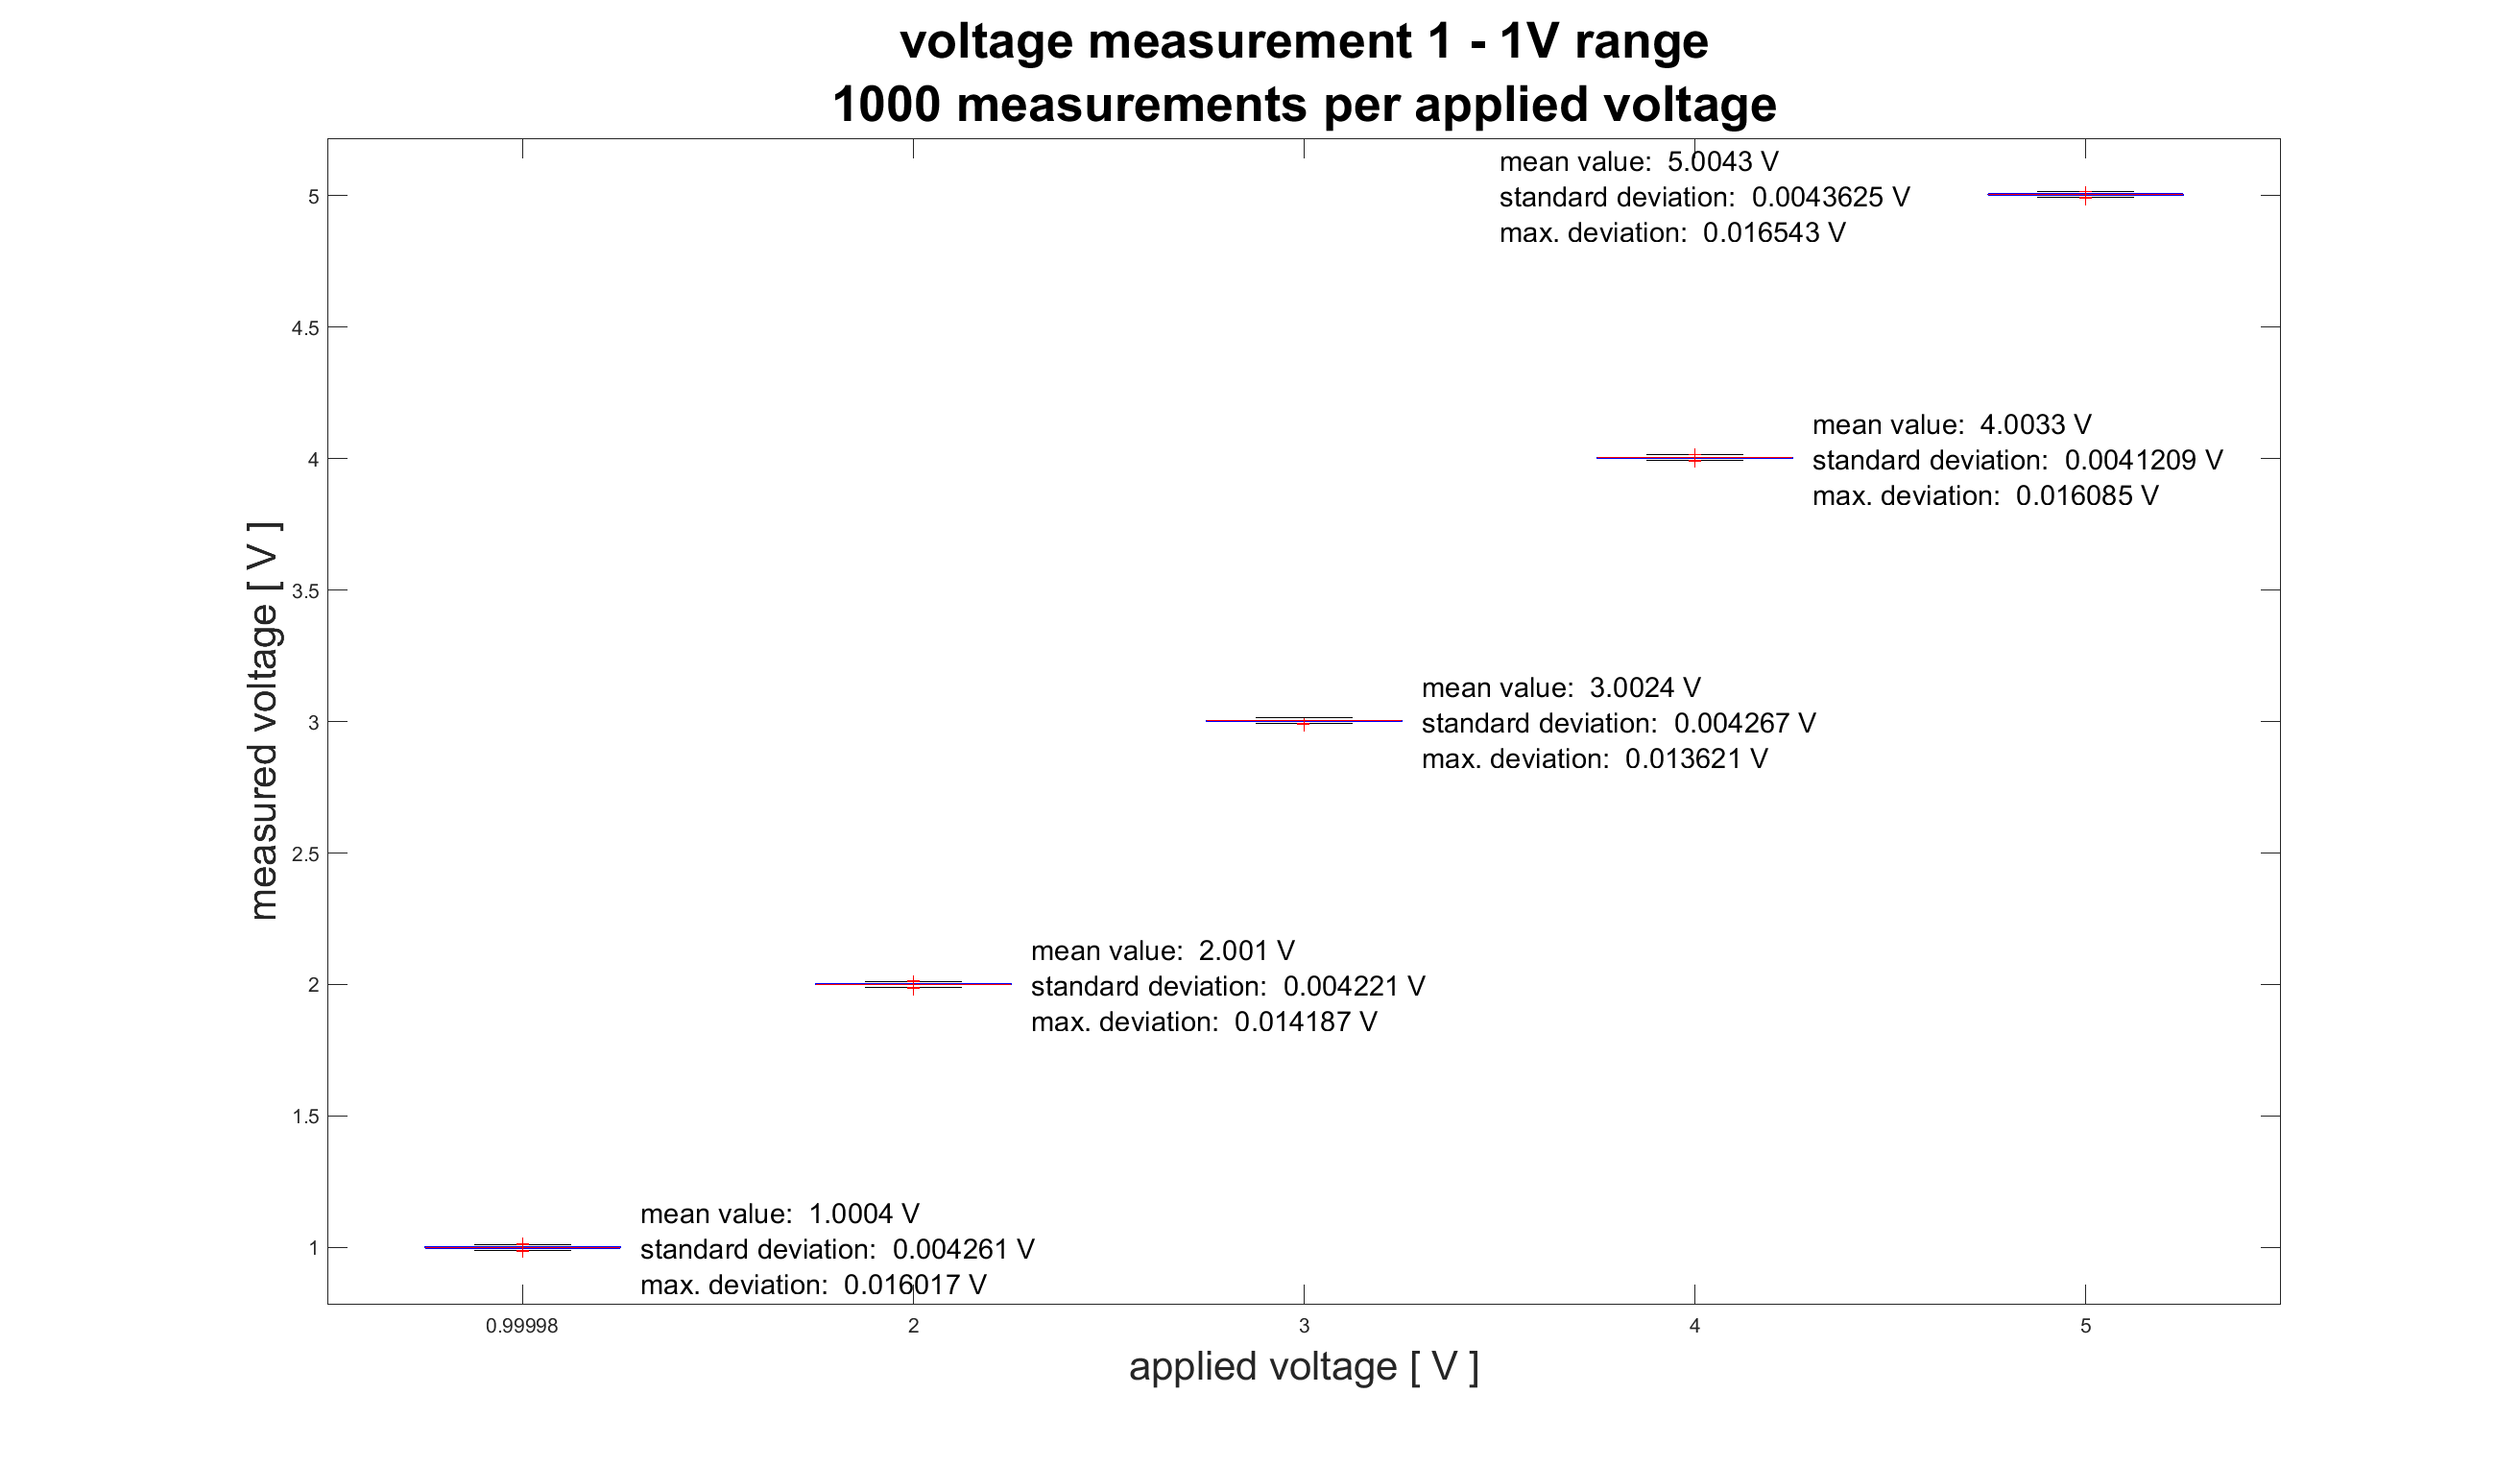 voltage measurement 1 - 1V range
1000 measurements per applied voltage
mean value:  5.0043 V
standard deviation:  0.0043625 V
max. deviation:  0.016543 V
mean value:  4.0033 V
standard deviation:  0.0041209 V
max. deviation:  0.016085 V
mean value:  3.0024 V
standard deviation:  0.004267 V
max. deviation:  0.013621 V
mean value:  2.001 V
standard deviation:  0.004221 V
max. deviation:  0.014187 V
mean value:  1.0004 V
standard deviation:  0.004261 V
max. deviation:  0.016017 V
measured voltage [ V ]
5
4.5
4
3.5
3
2.5
2
1.5
1
0.99998
2
3
4
5
applied voltage [ V ]